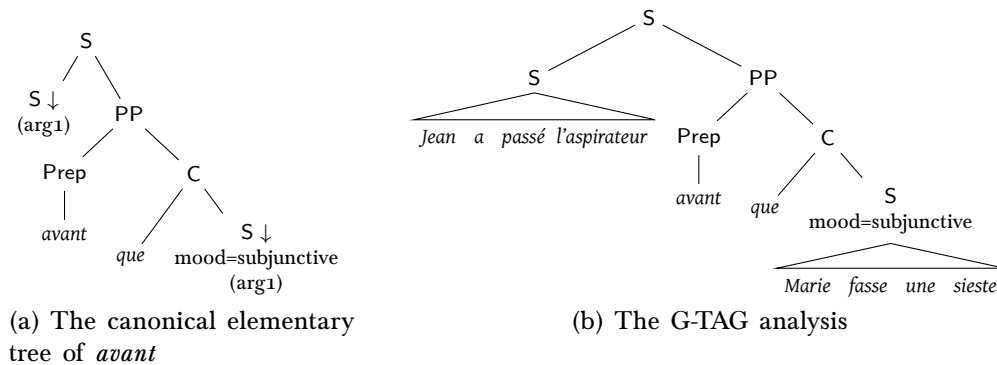 S
S ↓
(arg1)
PP
Prep
C
avant
que
S ↓
mood=subjunctive
(arg1)
(a) The canonical elementary
tree of avant
S
S
PP
Jean a passé l'aspirateur
Prep
C
avant
que
S
mood=subjunctive
Marie fasse une sieste
(b) The G-TAG analysis